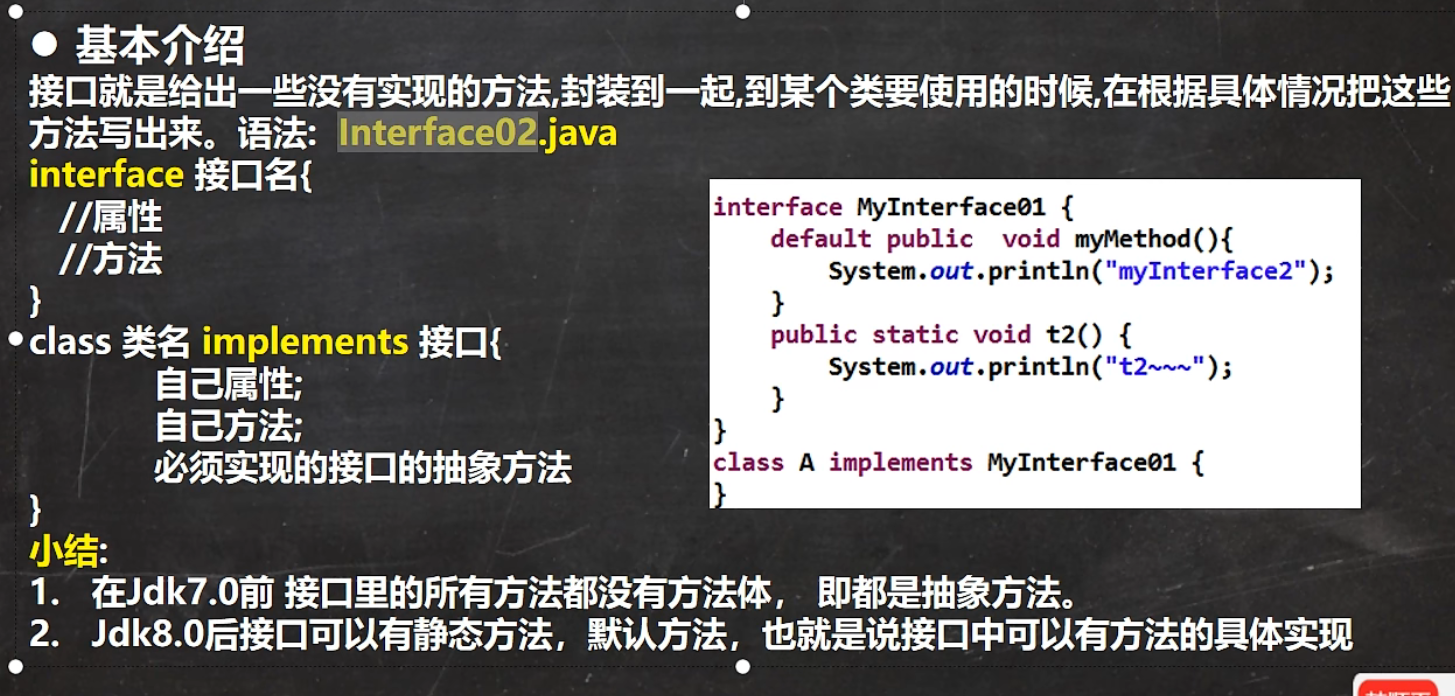 ● 基本介绍
接口就是给出一些没有实现的方法,封装到一起,到某个类要使用的时候,在根据具体情况把这些
方法写出来。语法: Interface02.java
interface 接口名{
//属性
//方法
}
class 类名 implements 接口{
自己属性;
自己方法;
必须实现的接口的抽象方法
}
小结:
1. 在Jdk7.0前 接口里的所有方法都没有方法体， 即都是抽象方法。
2. Jdk8.0后接口可以有静态方法，默认方法，也就是说接口中可以有方法的具体实现
interface MyInterface01 {
default public  void myMethod(){
System.out.println("myInterface2");
}
public static void t2() {
System.out.println("t2~~~");
}
}
class A implements MyInterface01 {
}